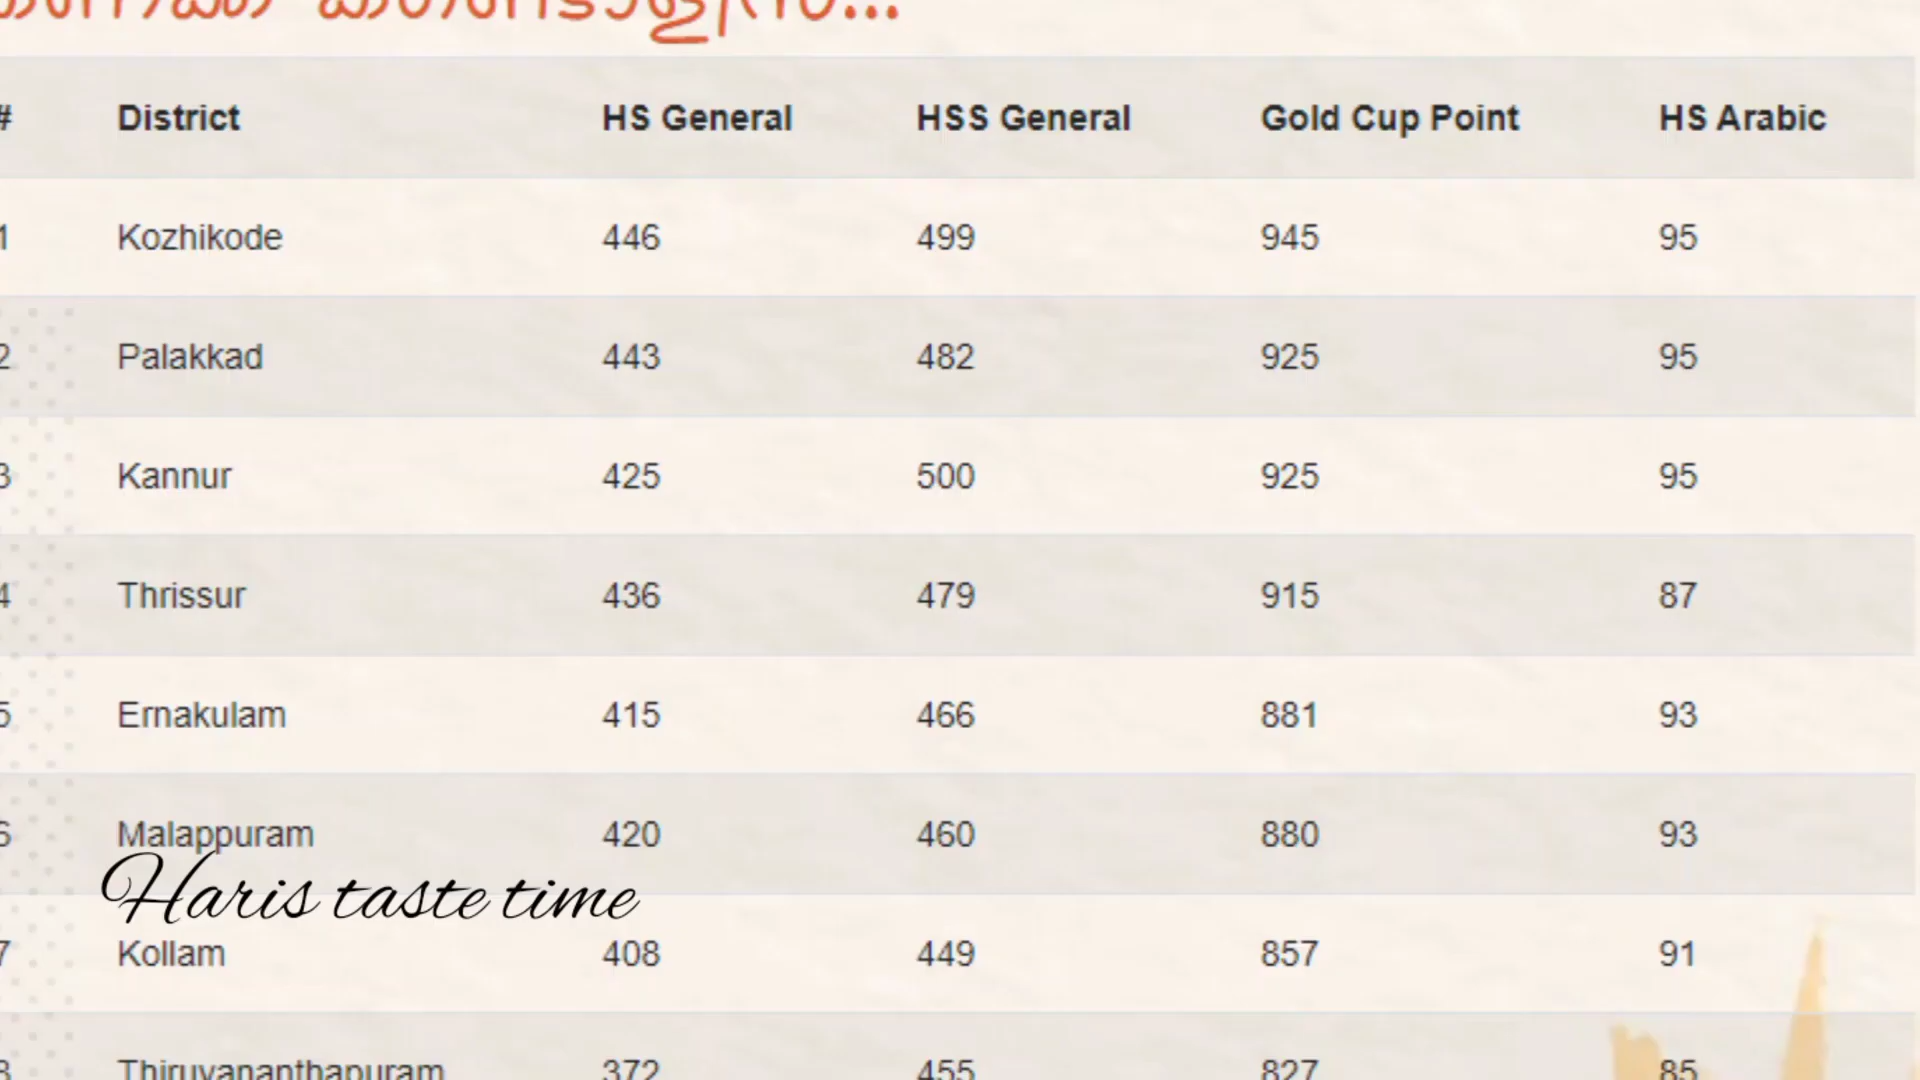 # District HS General HSS General Gold Cup Point HS Arabic
1 Kozhikode 446 499 945 95
2 Palakkad 443 482 925 95
3 Kannur 425 500 925 95
4 Thrissur 436 479 915 87
5 Ernakulam 415 466 881 93
6 Malappuram 420 460 880 93
Haris taste time
7 Kollam 408 449 857 91
8 Thiruvananthapuram 372 455 827 85